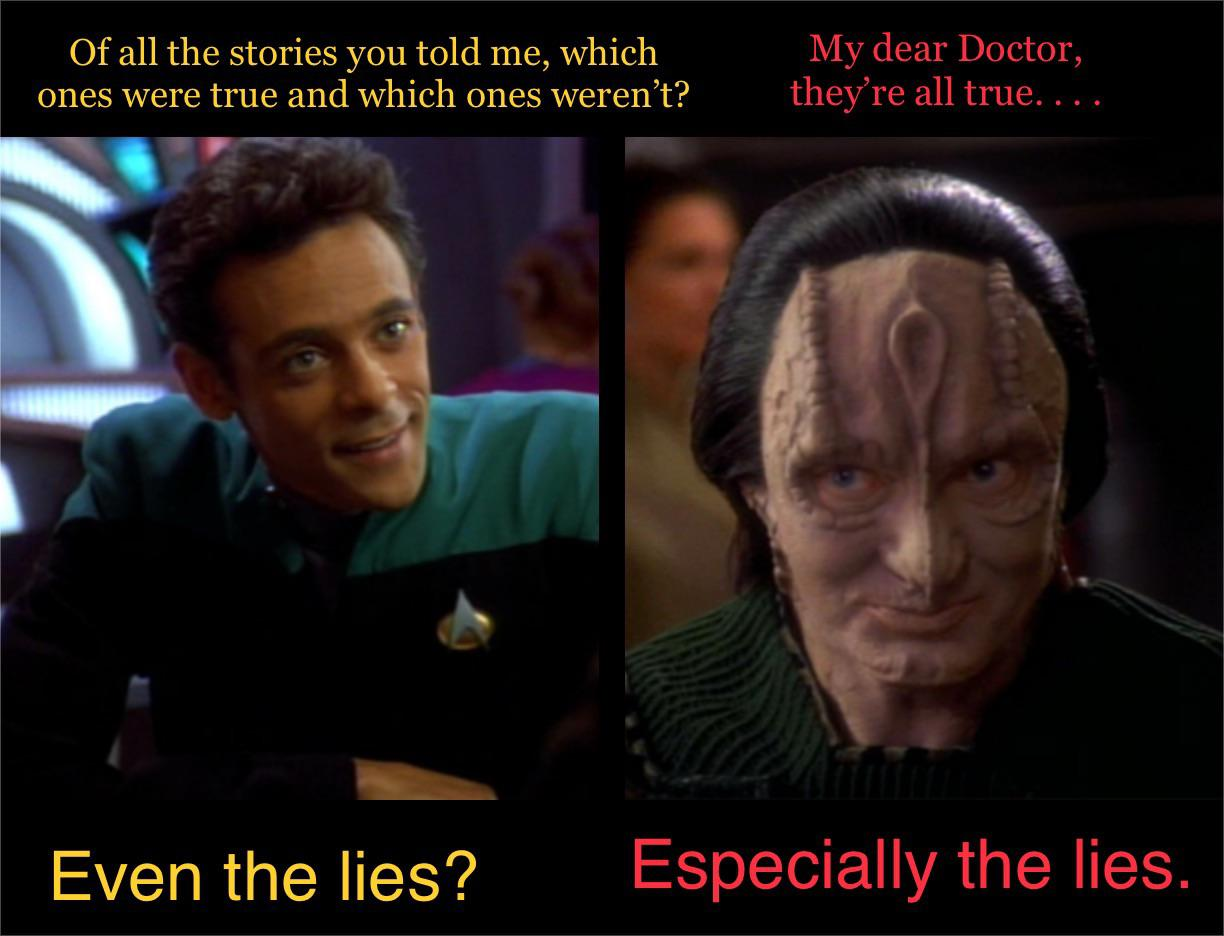 Of all the stories you told me, which
ones were true and which ones weren't?
My dear Doctor,
they're all true. . . .
Even the lies?
Especially the lies.